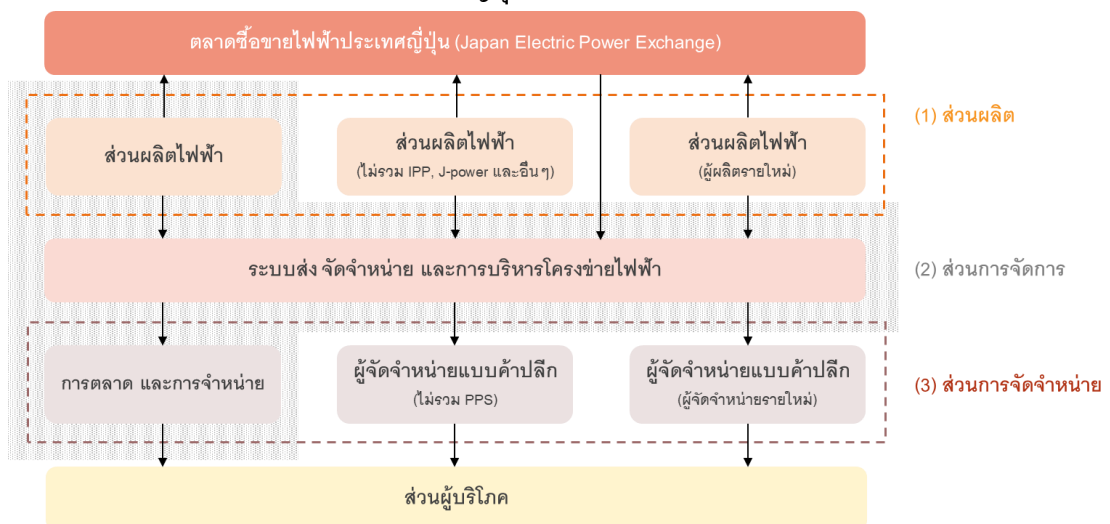 ตลาดซื้อขายไฟฟ้าประเทศญี่ปุ่น (Japan Electric Power Exchange)
(1) ส่วนผลิต
ส่วนผลิตไฟฟ้า
ส่วนผลิตไฟฟ้า
(ไม่รวม IPP, J-power และอื่นๆ)
ส่วนผลิตไฟฟ้า
(ผู้ผลิตรายใหม่)
ระบบส่ง จัดจำหน่าย และการบริหารโครงข่ายไฟฟ้า
(2) ส่วนการจัดการ
การตลาด และการจำหน่าย
ผู้จัดจำหน่ายแบบค้าปลีก
(ไม่รวม PPS)
ผู้จัดจำหน่ายแบบค้าปลีก
(ผู้จัดจำหน่ายรายใหม่)
(3) ส่วนการจัดจำหน่าย
ส่วนผู้บริโภค